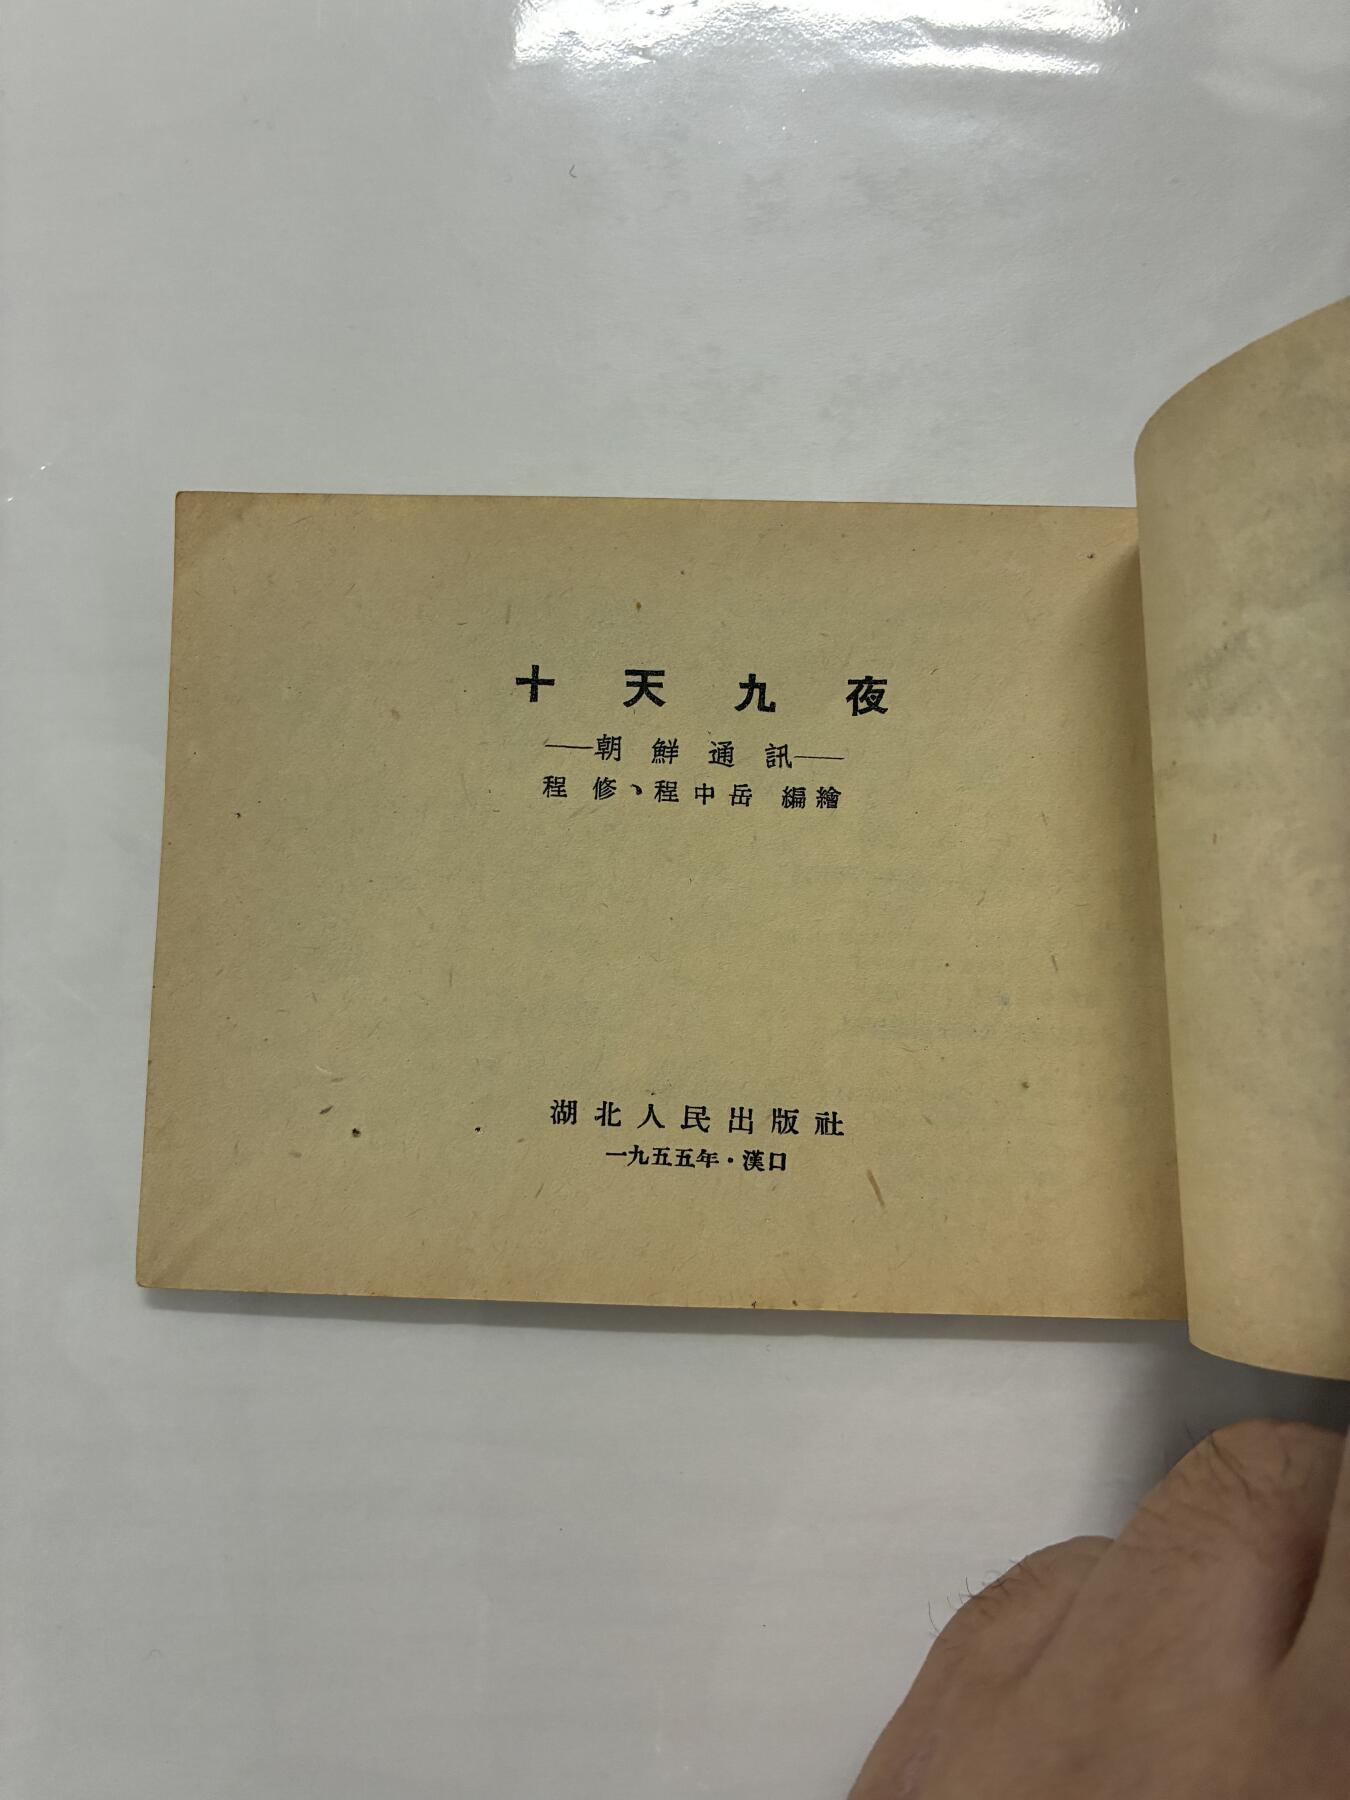 十天九夜
——朝鮮通訊——
程修、程中岳 編繪
湖北人民出版社
一九五五年·漢口